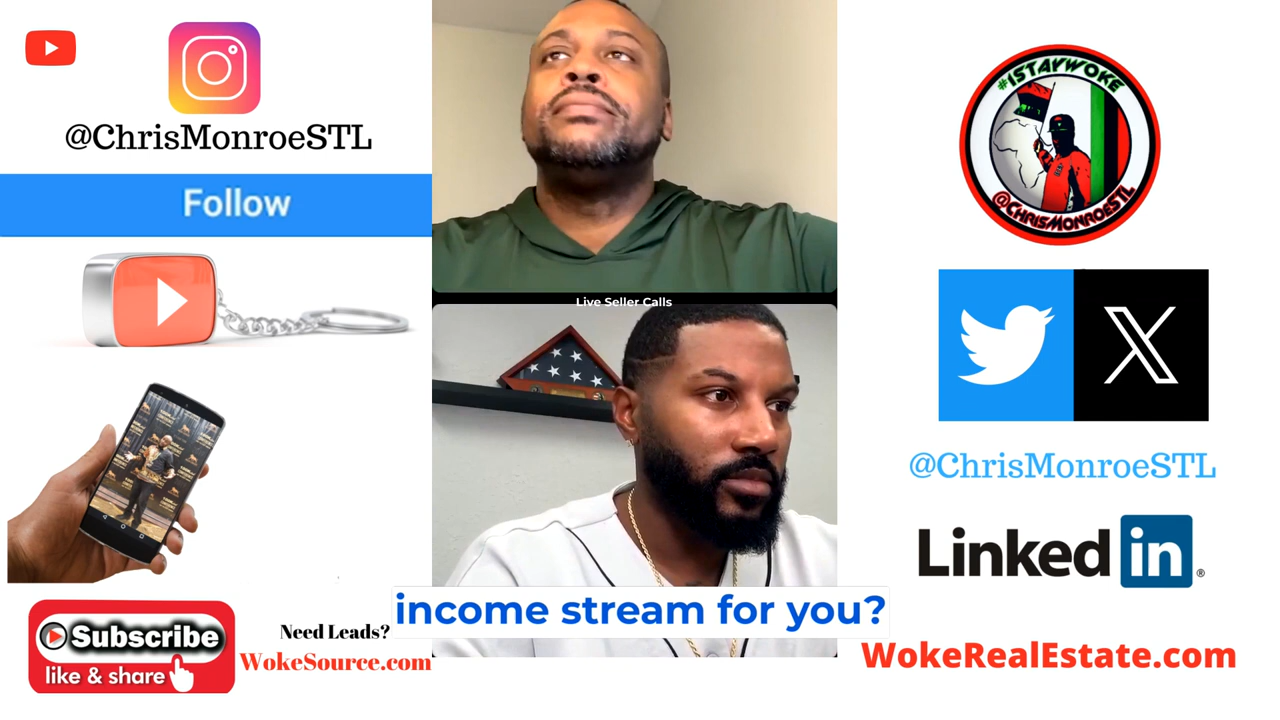 @ChrisMonroeSTL
Follow
Subscribe
like & share
Need Leads?
WokeSource.com
Live Seller Calls
income stream for you?
#ISTAYWOKE
@CHRISMONROESTL
X
@ChrisMonroeSTL
Linked in®
WokeRealEstate.com